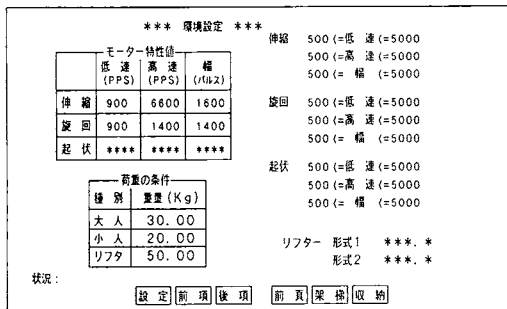 *** 環境設定 ***
モーター特性値
低速 高速 幅
(PPS) (PPS) (パルス)
伸縮 900 6600 1600
旋回 900 1400 1400
起伏 **** **** ****
荷重の条件
種別 重量(Kg)
大人 30.00
小人 20.00
リフタ 50.00
伸縮 500(=低速(=5000
500(=高速(=5000
500(= 幅 (=5000
旋回 500(=低速(=5000
500(=高速(=5000
500(= 幅 (=5000
起伏 500(=低速(=5000
500(=高速(=5000
500(= 幅 (=5000
リフター 形式1 ***.*
形式2 ***.*
状況:
設定 前項 後項 前頁 架梯 収納